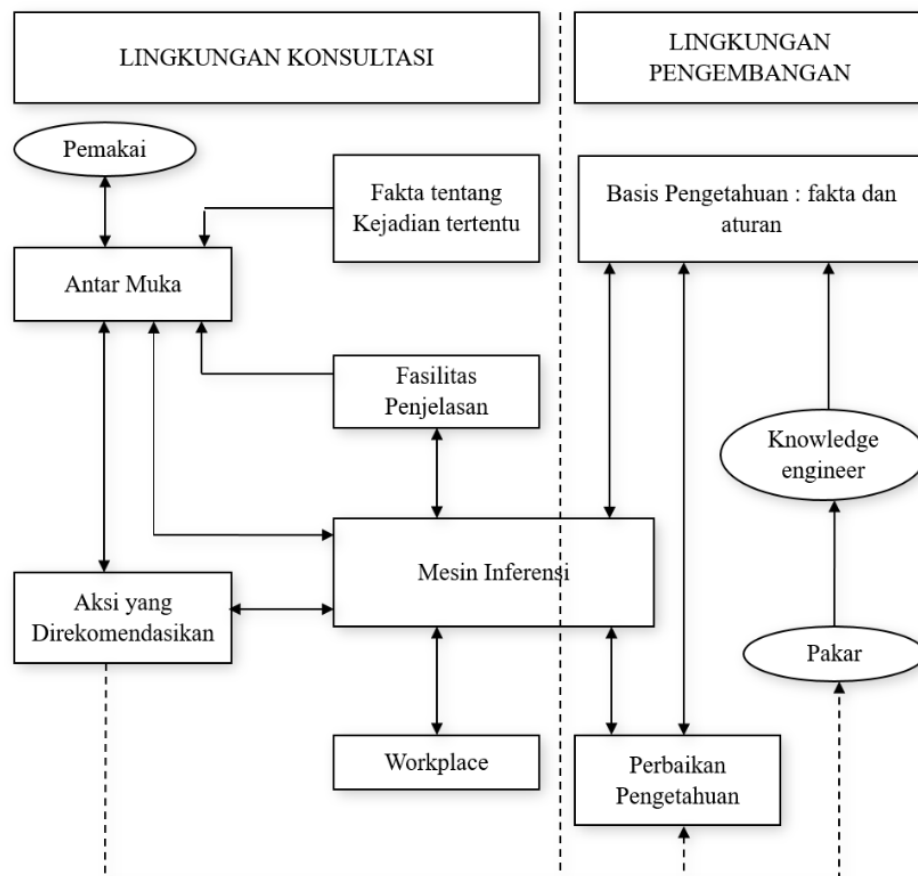 LINGKUNGAN KONSULTASI
LINGKUNGAN
PENGEMBANGAN
Pemakai
Fakta tentang
Kejadian tertentu
Basis Pengetahuan : fakta dan
aturan
Antar Muka
Fasilitas
Penjelasan
Knowledge
engineer
Mesin Inferensi
Aksi yang
Direkomendasikan
Pakar
Workplace
Perbaikan
Pengetahuan